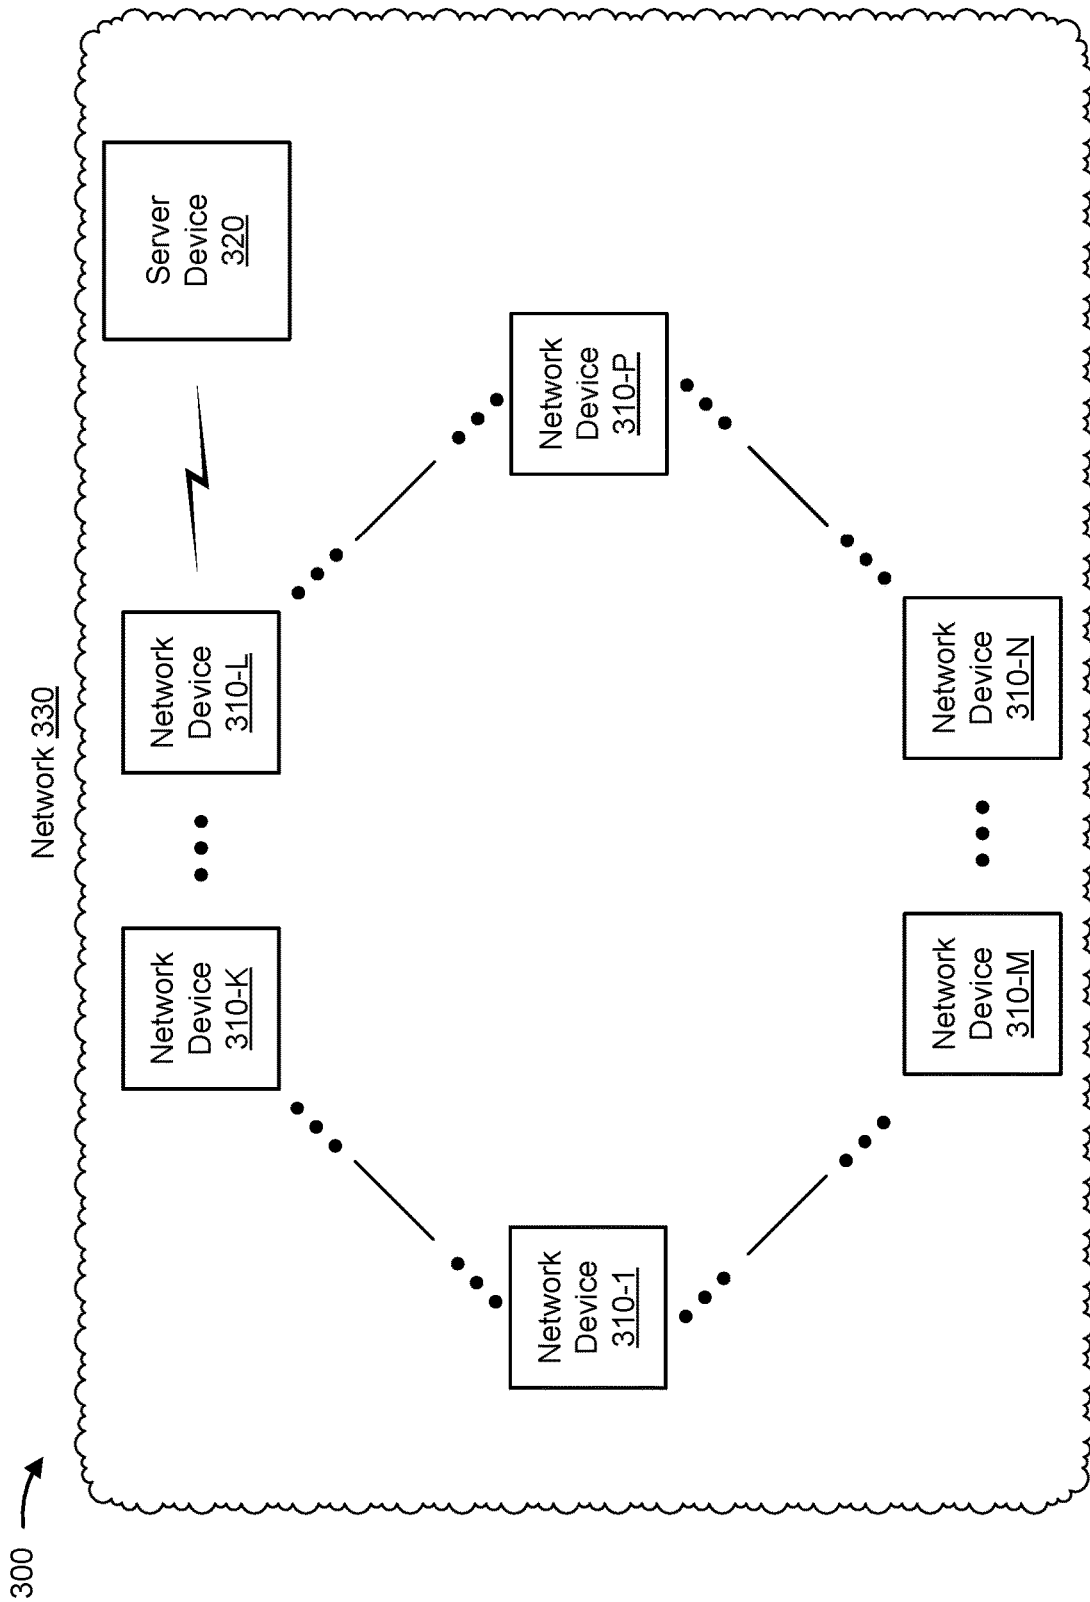 300
Network 330
Server
Device
320
Network
Device
310-K
Network
Device
310-L
Network
Device
310-1
Network
Device
310-P
Network
Device
310-M
Network
Device
310-N